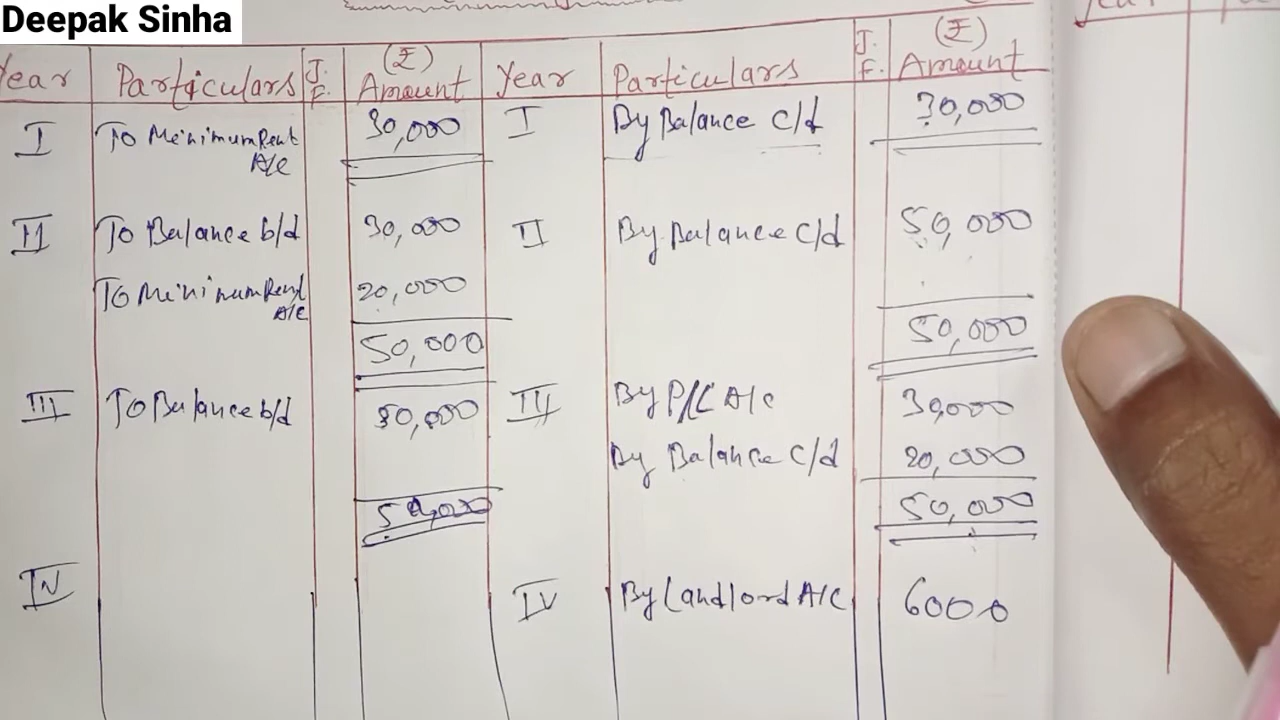 Deepak Sinha
Year Particulars J.F. (₹) Amount Year Particulars J.F. (₹) Amount
I To Minimum Rent A/c 30,000 I By Balance c/d 30,000
II To Balance b/d 30,000 II By Balance c/d 50,000
To Minimum Rent A/c 20,000
50,000 50,000
III To Balance b/d 50,000 III By P/L A/c 30,000
By Balance c/d 20,000
50,000 50,000
IV IV By Landlord A/c 6000